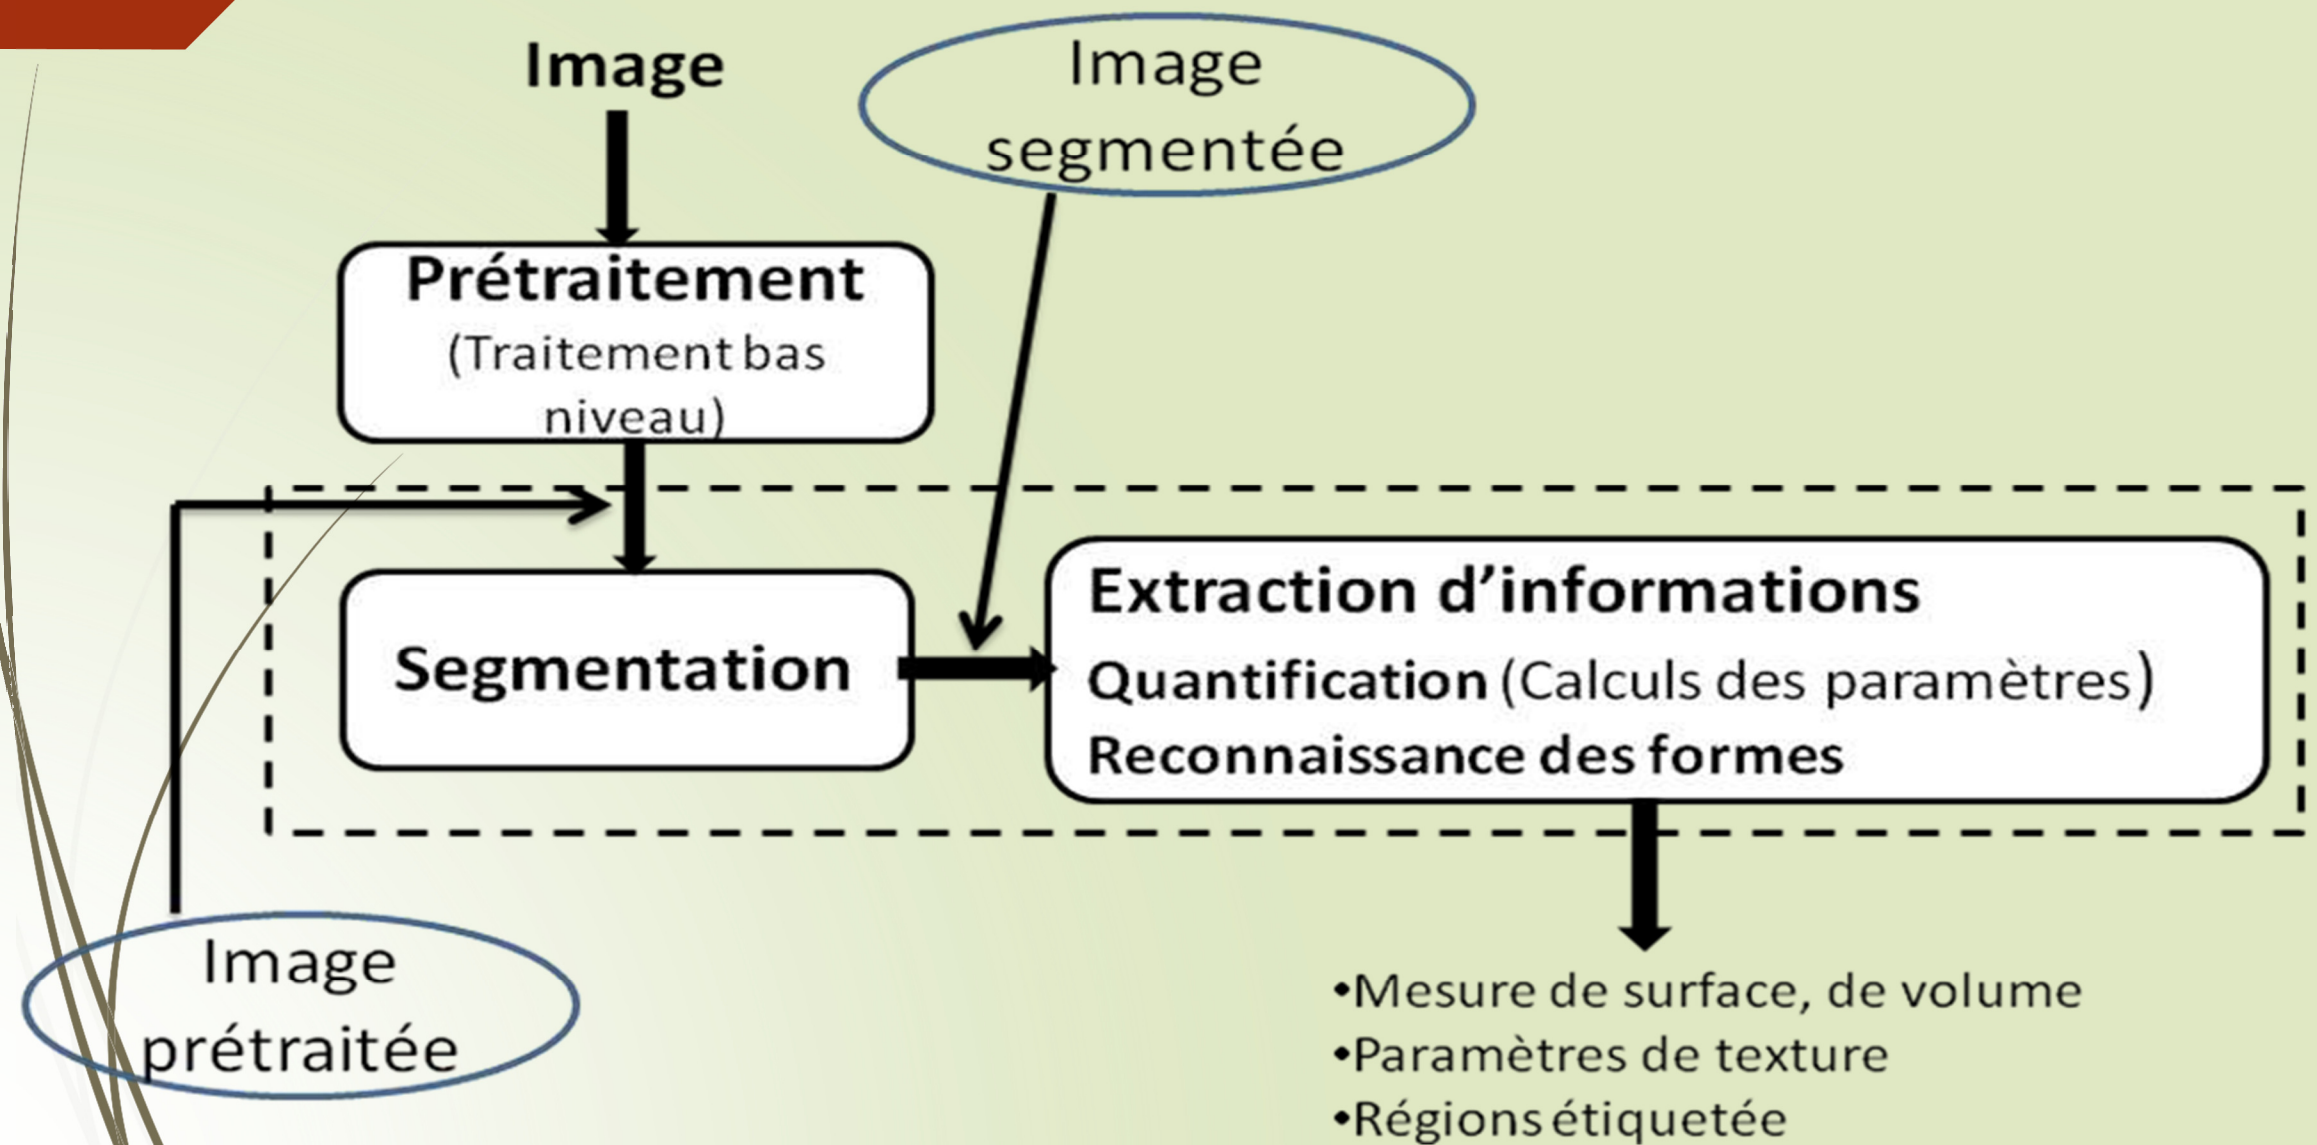 Image
Image
segmentée
Prétraitement
(Traitement bas
niveau)
Segmentation
Extraction d’informations
Quantification (Calculs des paramètres)
Reconnaissance des formes
Image
prétraitée
•Mesure de surface, de volume
•Paramètres de texture
•Régions étiquetée